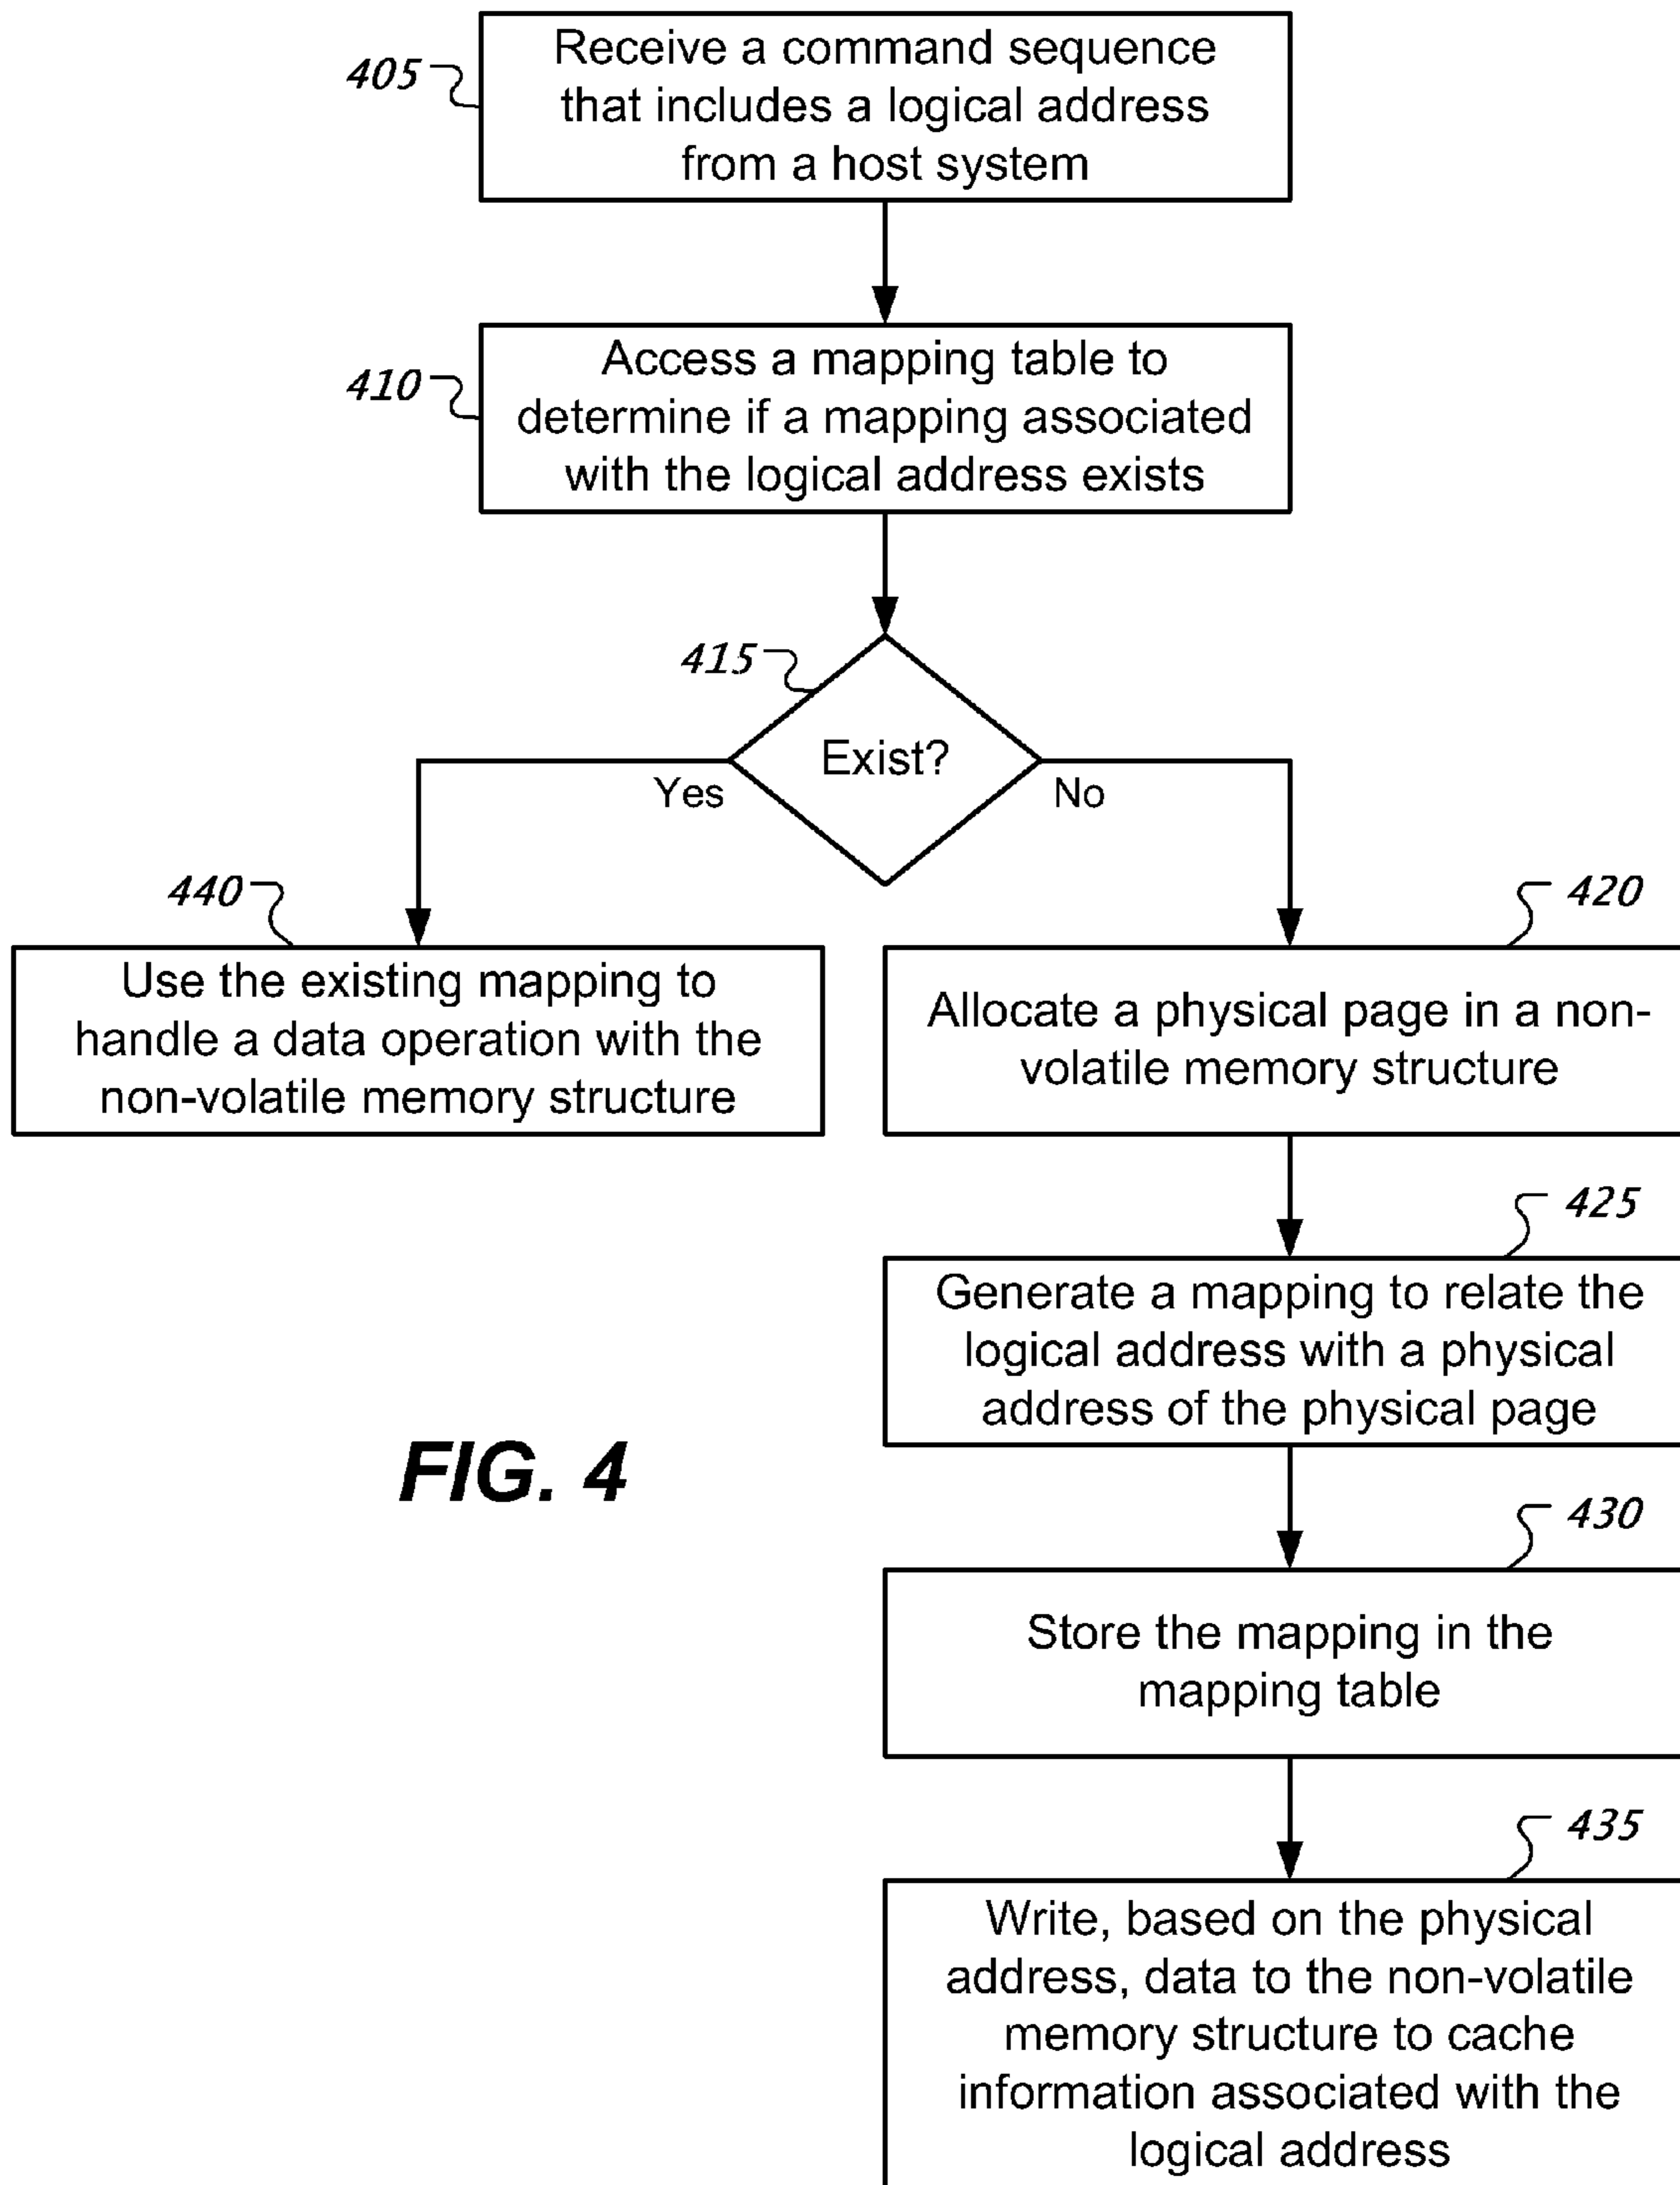 405
Receive a command sequence
that includes a logical address
from a host system
410
Access a mapping table to
determine if a mapping associated
with the logical address exists
415
Exist?
Yes
No
440
Use the existing mapping to
handle a data operation with the
non-volatile memory structure
420
Allocate a physical page in a non-
volatile memory structure
425
Generate a mapping to relate the
logical address with a physical
address of the physical page
FIG. 4
430
Store the mapping in the
mapping table
435
Write, based on the physical
address, data to the non-volatile
memory structure to cache
information associated with the
logical address